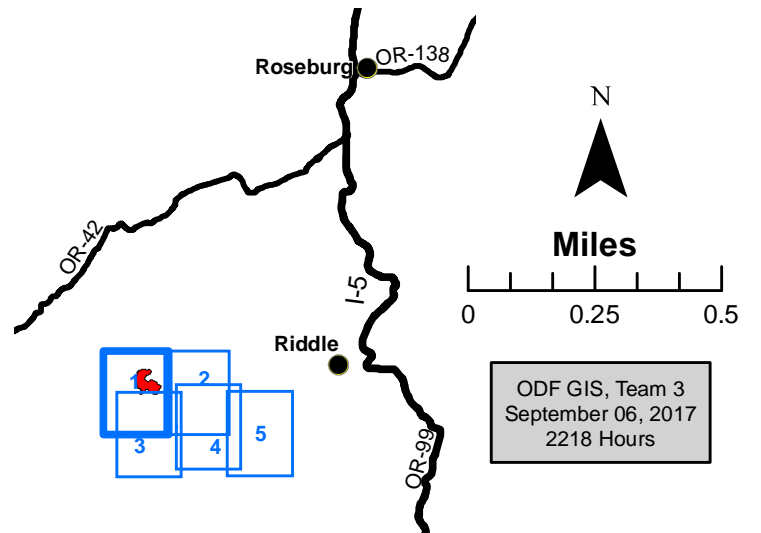 Roseburg
OR-138
N
OR-42
Miles
I-5
0 0.25 0.5
Riddle
1 2
3 4 5
ODF GIS, Team 3
September 06, 2017
2218 Hours
OR-99